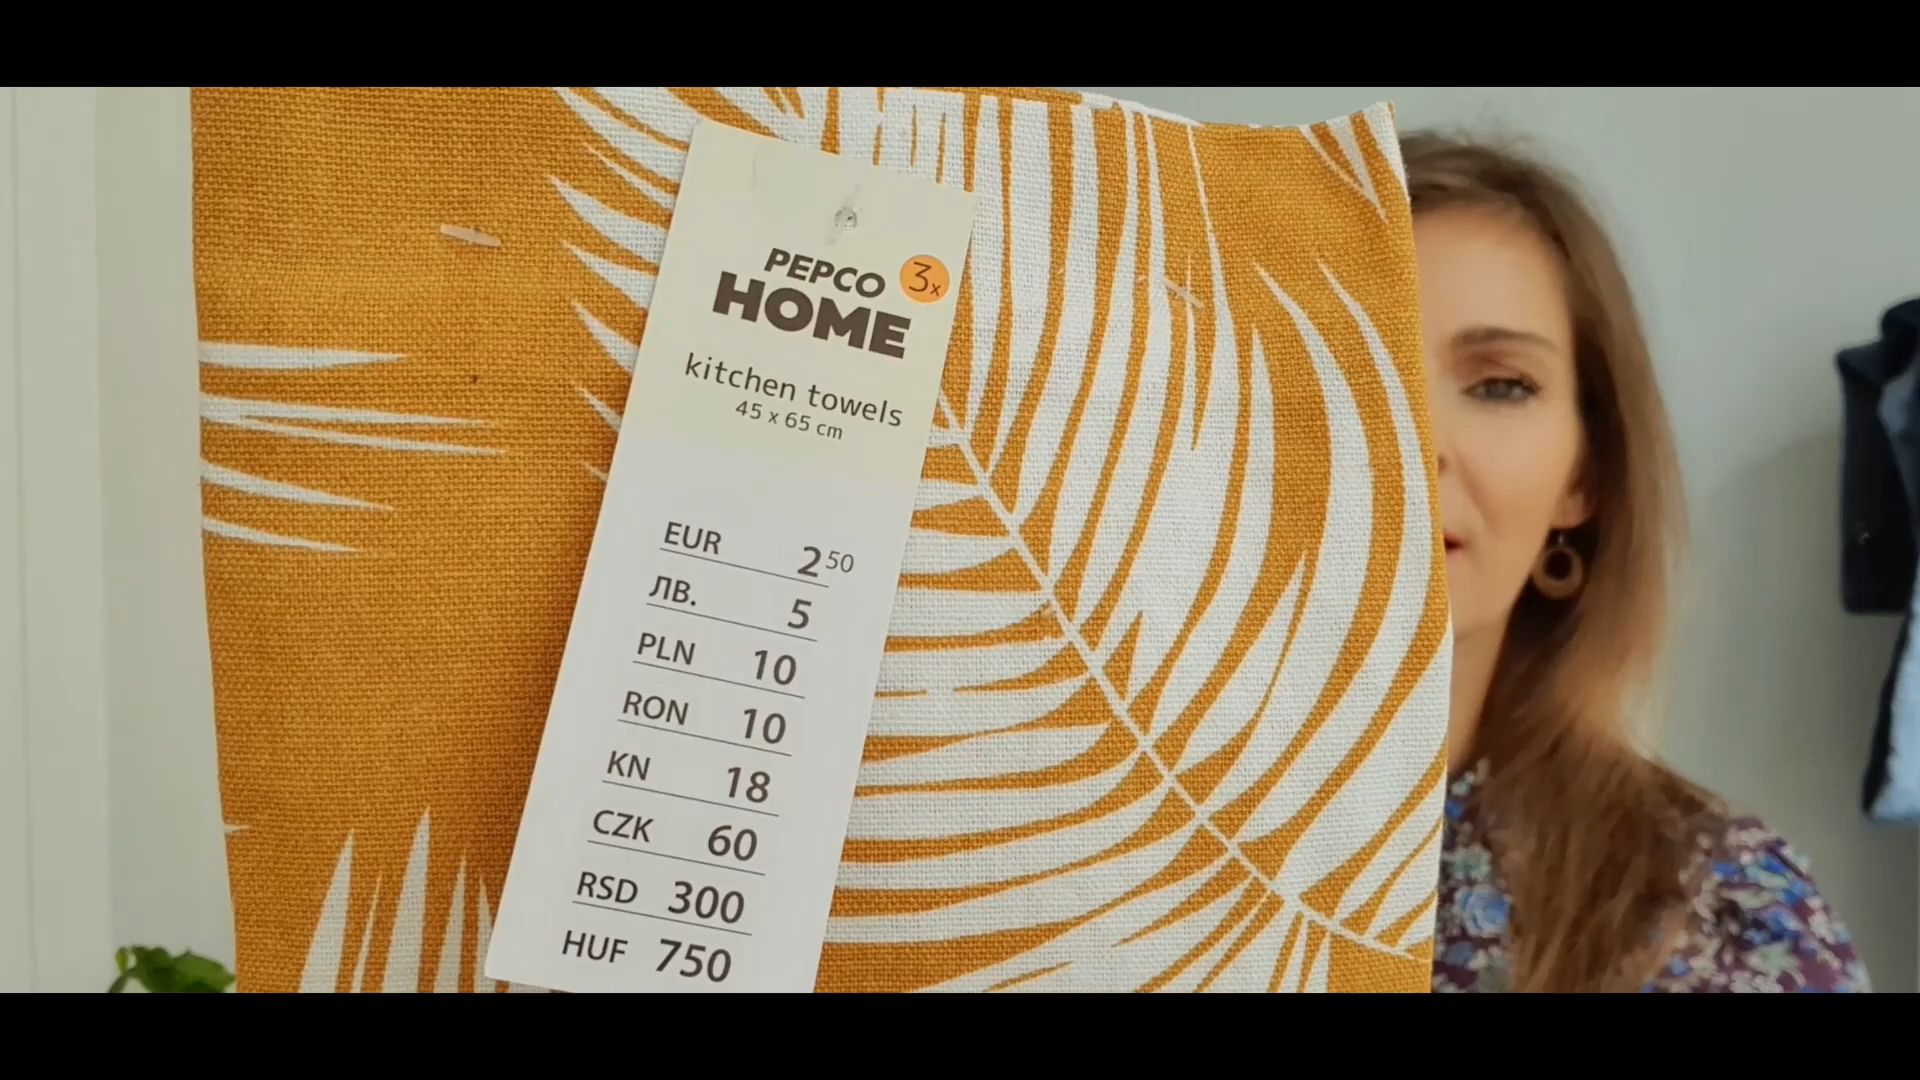 PEPCO 3x
HOME
kitchen towels
45 x 65 cm
EUR 2 50
ЛВ. 5
PLN 10
RON 10
KN 18
CZK 60
RSD 300
HUF 750